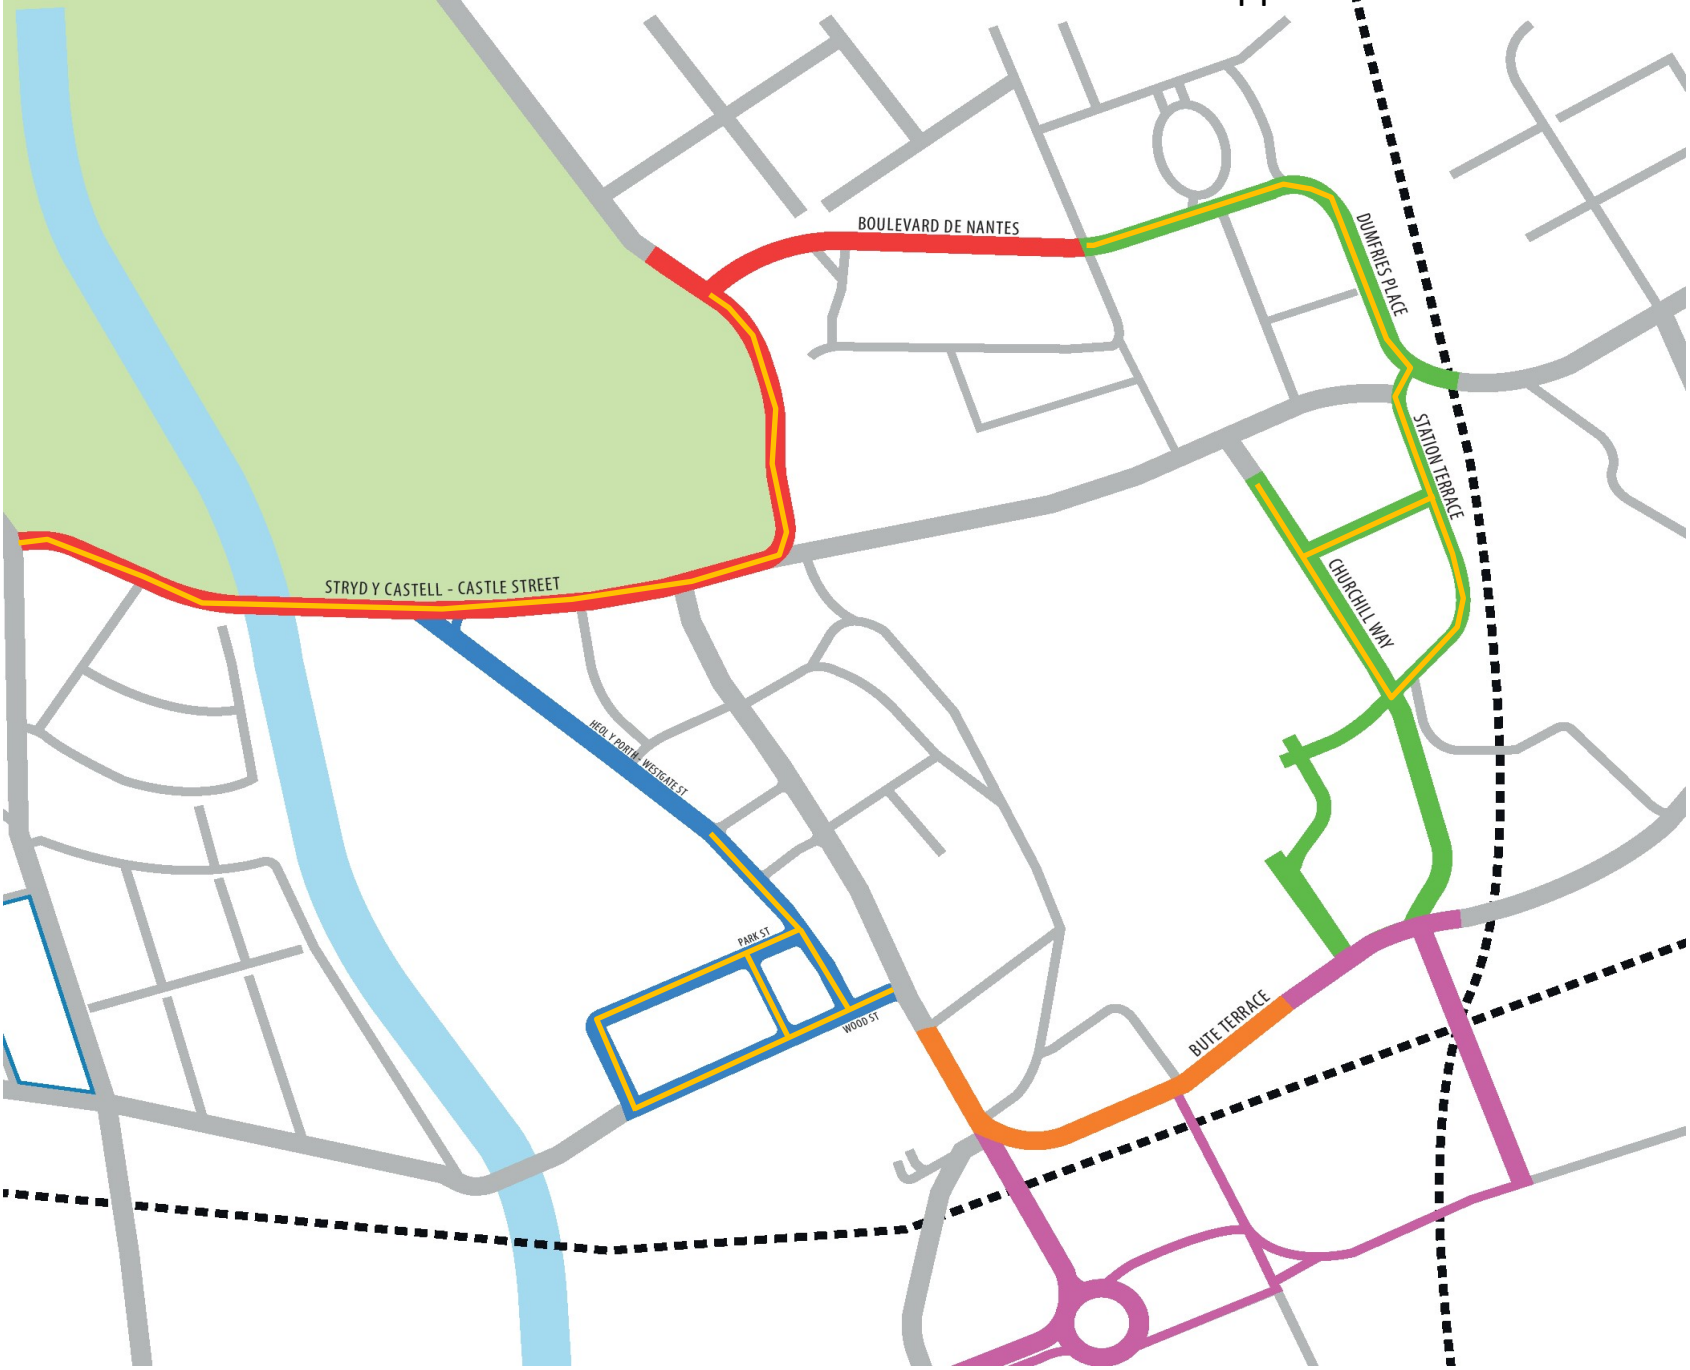 BOULEVARD DE NANTES
DUMFRIES PLACE
STATION TERRACE
STRYD Y CASTELL - CASTLE STREET
CHURCHILL WAY
HEOL Y PORTH - WESTGATE ST
PARK ST
WOOD ST
BUTE TERRACE